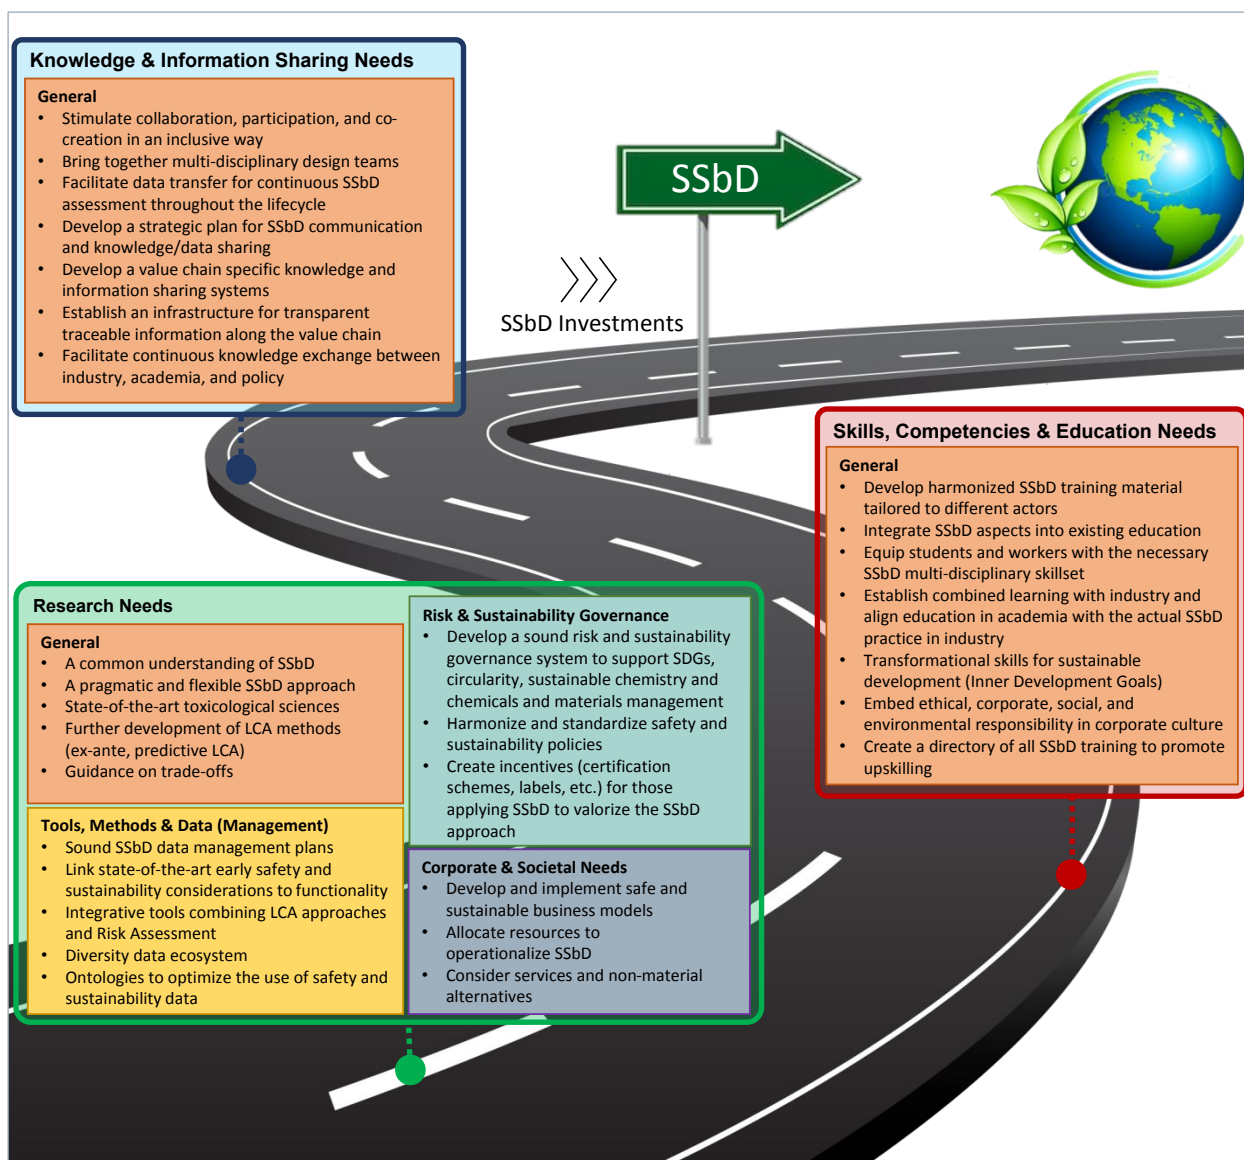 Knowledge & Information Sharing Needs
General
• Stimulate collaboration, participation, and co-
creation in an inclusive way
• Bring together multi-disciplinary design teams
• Facilitate data transfer for continuous SSbD
assessment throughout the lifecycle
• Develop a strategic plan for SSbD communication
and knowledge/data sharing
• Develop a value chain specific knowledge and
information sharing systems
• Establish an infrastructure for transparent
traceable information along the value chain
• Facilitate continuous knowledge exchange between
industry, academia, and policy
SSbD
SSbD Investments
Skills, Competencies & Education Needs
General
• Develop harmonized SSbD training material
tailored to different actors
• Integrate SSbD aspects into existing education
• Equip students and workers with the necessary
SSbD multi-disciplinary skillset
• Establish combined learning with industry and
align education in academia with the actual SSbD
practice in industry
• Transformational skills for sustainable
development (Inner Development Goals)
• Embed ethical, corporate, social, and
environmental responsibility in corporate culture
• Create a directory of all SSbD training to promote
upskilling
Research Needs
General
• A common understanding of SSbD
• A pragmatic and flexible SSbD approach
• State-of-the-art toxicological sciences
• Further development of LCA methods
(ex-ante, predictive LCA)
• Guidance on trade-offs
Tools, Methods & Data (Management)
• Sound SSbD data management plans
• Link state-of-the-art early safety and
sustainability considerations to functionality
• Integrative tools combining LCA approaches
and Risk Assessment
• Diversity data ecosystem
• Ontologies to optimize the use of safety and
sustainability data
Risk & Sustainability Governance
• Develop a sound risk and sustainability
governance system to support SDGs,
circularity, sustainable chemistry and
chemicals and materials management
• Harmonize and standardize safety and
sustainability policies
• Create incentives (certification
schemes, labels, etc.) for those
applying SSbD to valorize the SSbD
approach
Corporate & Societal Needs
• Develop and implement safe and
sustainable business models
• Allocate resources to
operationalize SSbD
• Consider services and non-material
alternatives